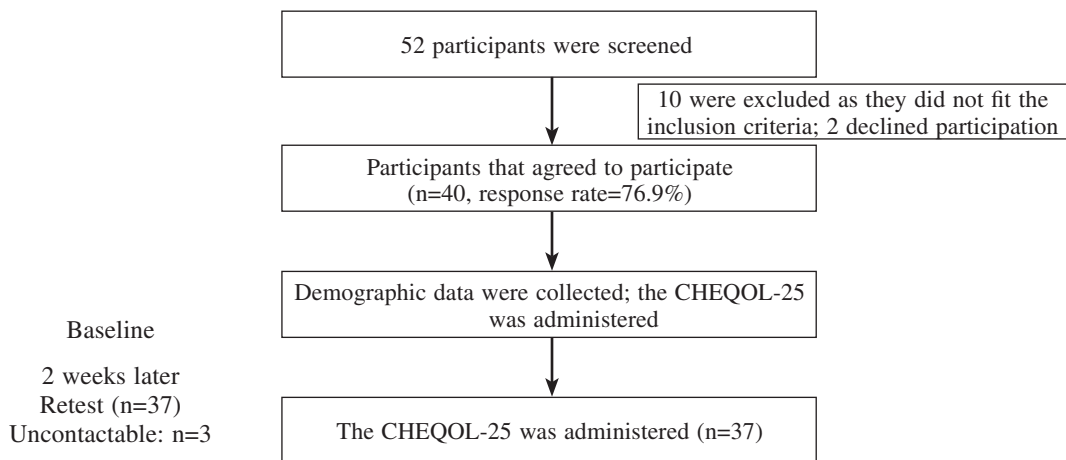 52 participants were screened
10 were excluded as they did not fit the
inclusion criteria; 2 declined participation
Participants that agreed to participate
(n=40, response rate=76.9%)
Demographic data were collected; the CHEQOL-25
was administered
Baseline
2 weeks later
Retest (n=37)
Uncontactable: n=3
The CHEQOL-25 was administered (n=37)